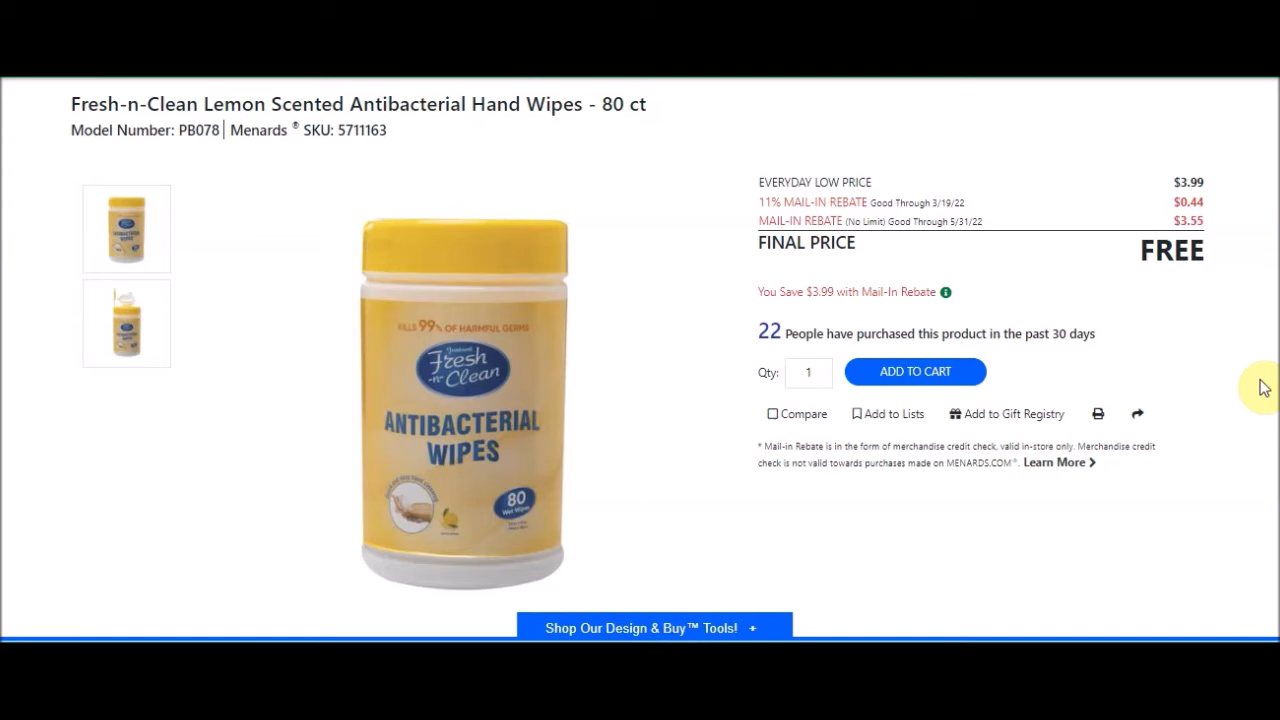 Fresh-n-Clean Lemon Scented Antibacterial Hand Wipes - 80 ct
Model Number: PB078 | Menards ® SKU: 5711163
EVERYDAY LOW PRICE $3.99
11% MAIL-IN REBATE Good Through 3/19/22 $0.44
MAIL-IN REBATE (No Limit) Good Through 5/31/22 $3.55
FINAL PRICE FREE
You Save $3.99 with Mail-In Rebate
22 People have purchased this product in the past 30 days
Qty: 1 ADD TO CART
Compare Add to Lists Add to Gift Registry
* Mail-in Rebate is in the form of merchandise credit check, valid in-store only. Merchandise credit
check is not valid towards purchases made on MENARDS.COM®. Learn More
KILLS 99% OF HARMFUL GERMS
Fresh
-n-Clean
ANTIBACTERIAL
WIPES
80
Wet Wipes
Shop Our Design & Buy™ Tools! +